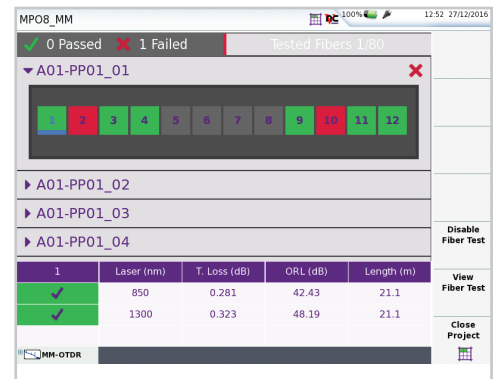 MPO8_MM 100% 12:52 27/12/2016
0 Passed 1 Failed Tested Fibers 1/80
A01-PP01_01
1 2 3 4 5 6 7 8 9 10 11 12
A01-PP01_02
A01-PP01_03
A01-PP01_04
1 Laser (nm) T. Loss (dB) ORL (dB) Length (m)
850 0.281 42.43 21.1
1300 0.323 48.19 21.1
MM-OTDR
Disable
Fiber Test
View
Fiber Test
Close
Project